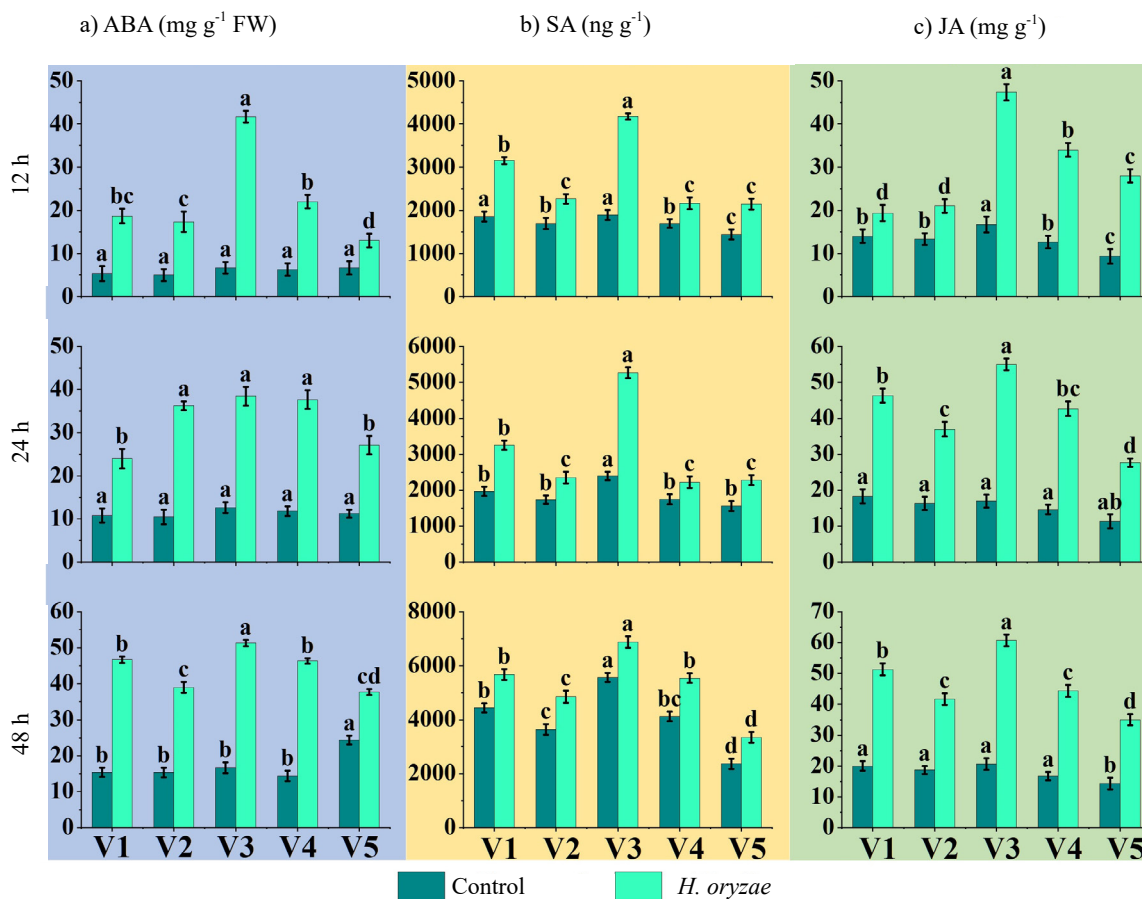 a) ABA (mg g⁻¹ FW) b) SA (ng g⁻¹) c) JA (mg g⁻¹)
12 h
50 40 30 20 10 0
bc c a b d
a a a a a
5000 4000 3000 2000 1000 0
b c a c c
a b a b c
50 40 30 20 10 0
d d a b c
b b a b c
24 h
50 40 30 20 10 0
b a a a b
a a a a a
6000 5000 4000 3000 2000 1000 0
b c a c c
b b a b b
60 50 40 30 20 10 0
b c a bc d
a a a a ab
48 h
60 50 40 30 20 10 0
b c a b cd
b b b b a
8000 6000 4000 2000 0
b c a b d
b c a bc d
70 60 50 40 30 20 10 0
b c a c d
a a a a b
V1 V2 V3 V4 V5 V1 V2 V3 V4 V5 V1 V2 V3 V4 V5
Control H. oryzae